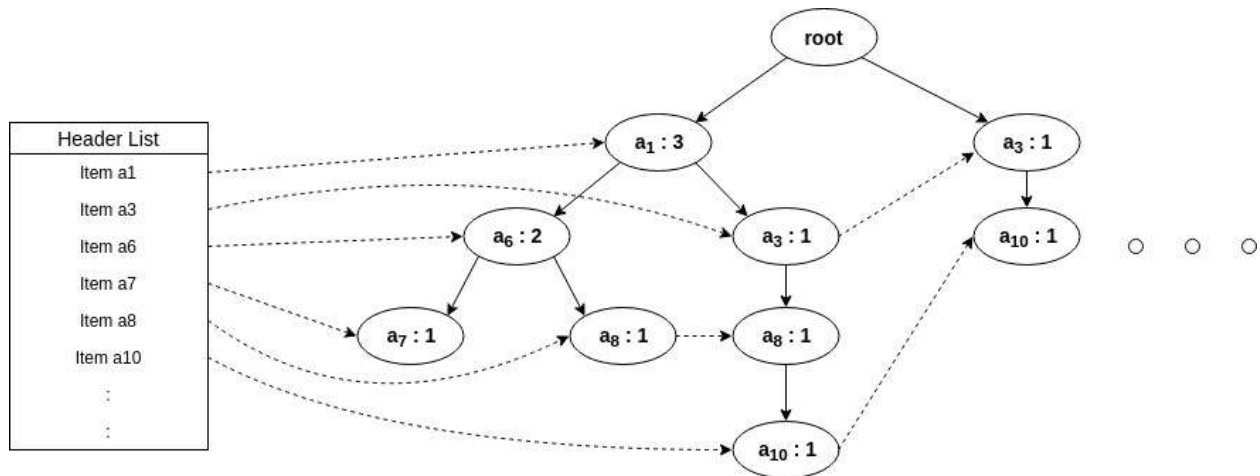 root
Header List
Item a1
Item a3
Item a6
Item a7
Item a8
Item a10
:
:
a₁ : 3
a₃ : 1
a₆ : 2
a₃ : 1
a₁₀ : 1
a₇ : 1
a₈ : 1
a₈ : 1
a₁₀ : 1